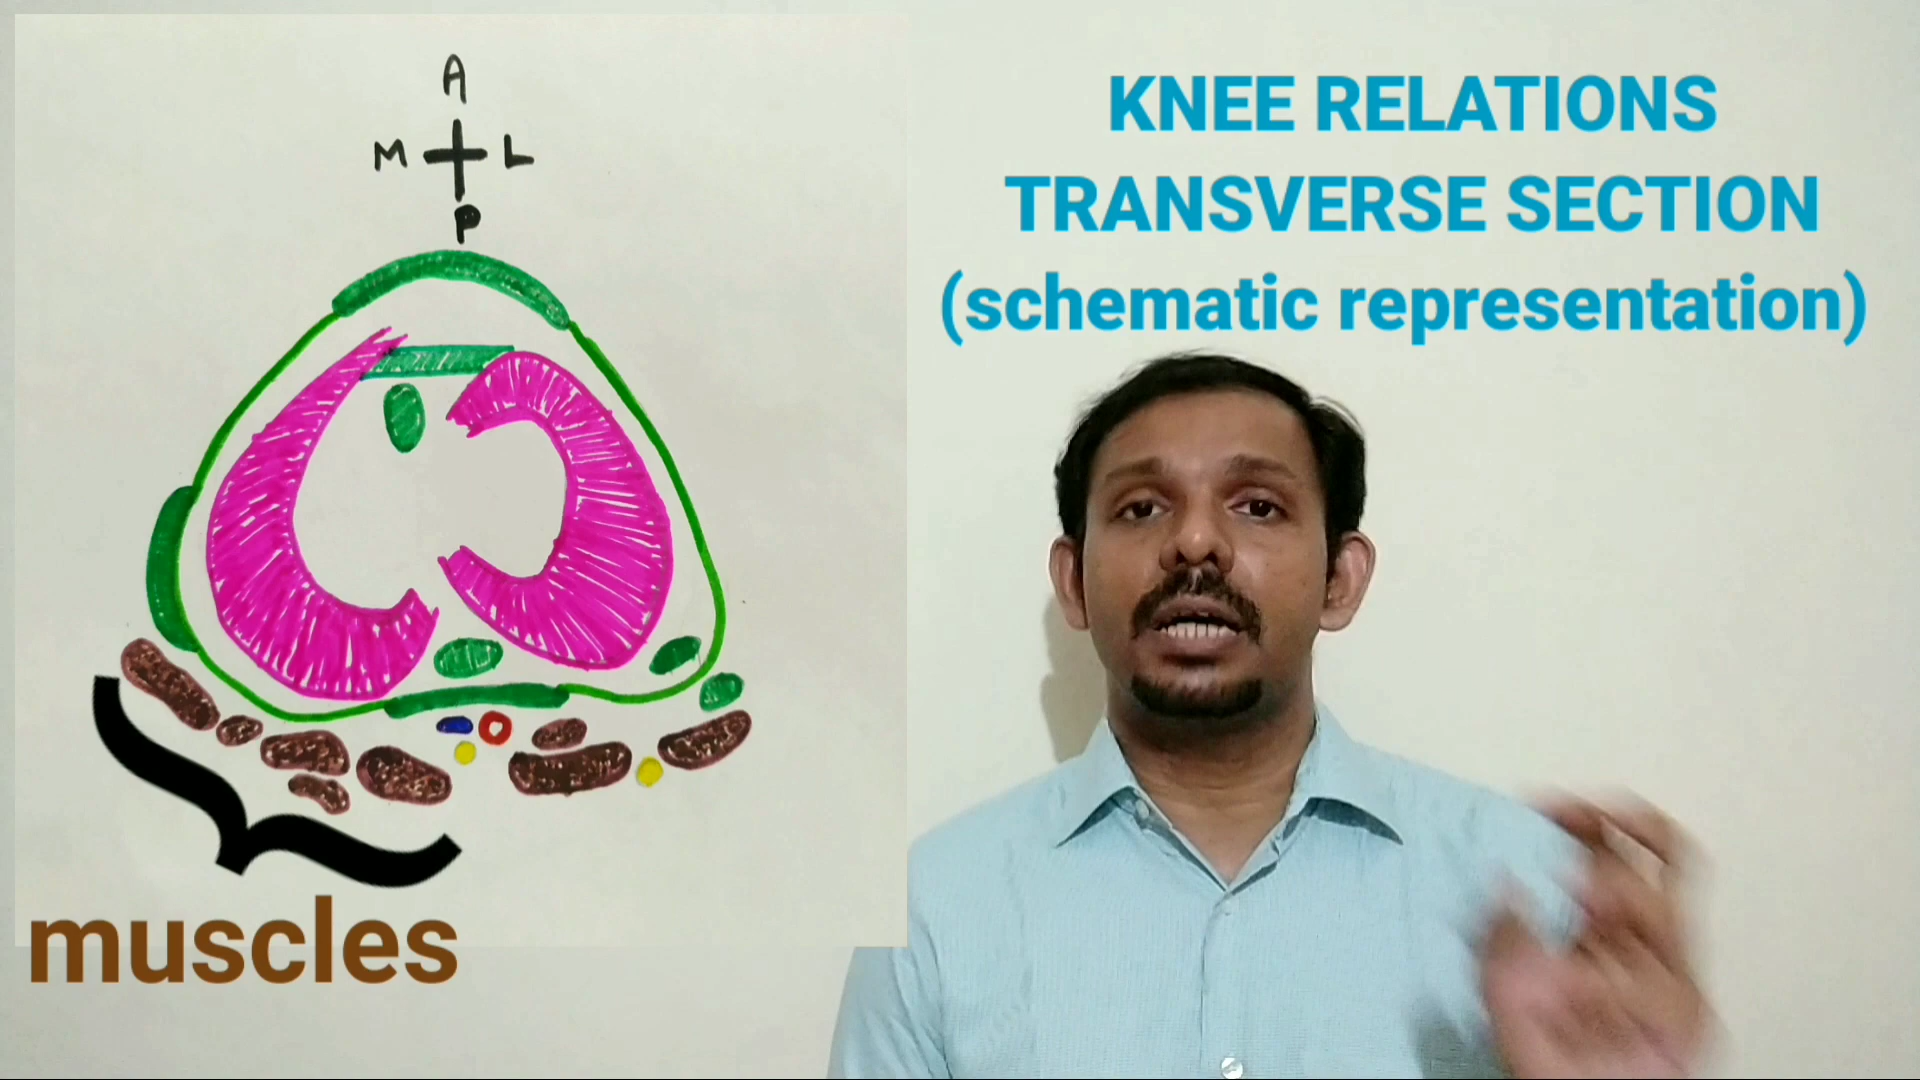 A
M L
P
KNEE RELATIONS
TRANSVERSE SECTION
(schematic representation)
muscles